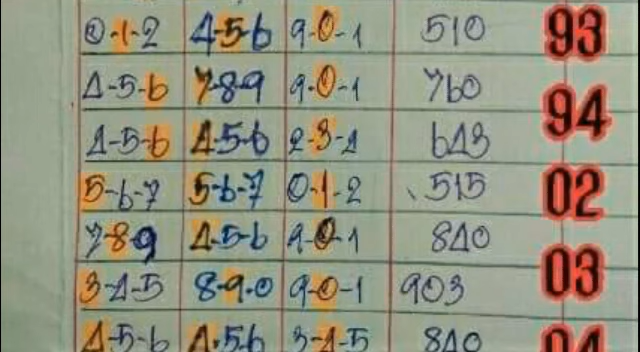 0-1-2 4-5-6 9-0-1 510 93
4-5-6 7-8-9 9-0-1 760
4-5-6 4-5-6 2-3-4 643 94
5-6-7 5-6-7 0-1-2 515 02
7-8-9 4-5-6 9-0-1 840
3-4-5 8-9-0 9-0-1 903 03
4-5-6 4-5-6 3-4-5 840 04